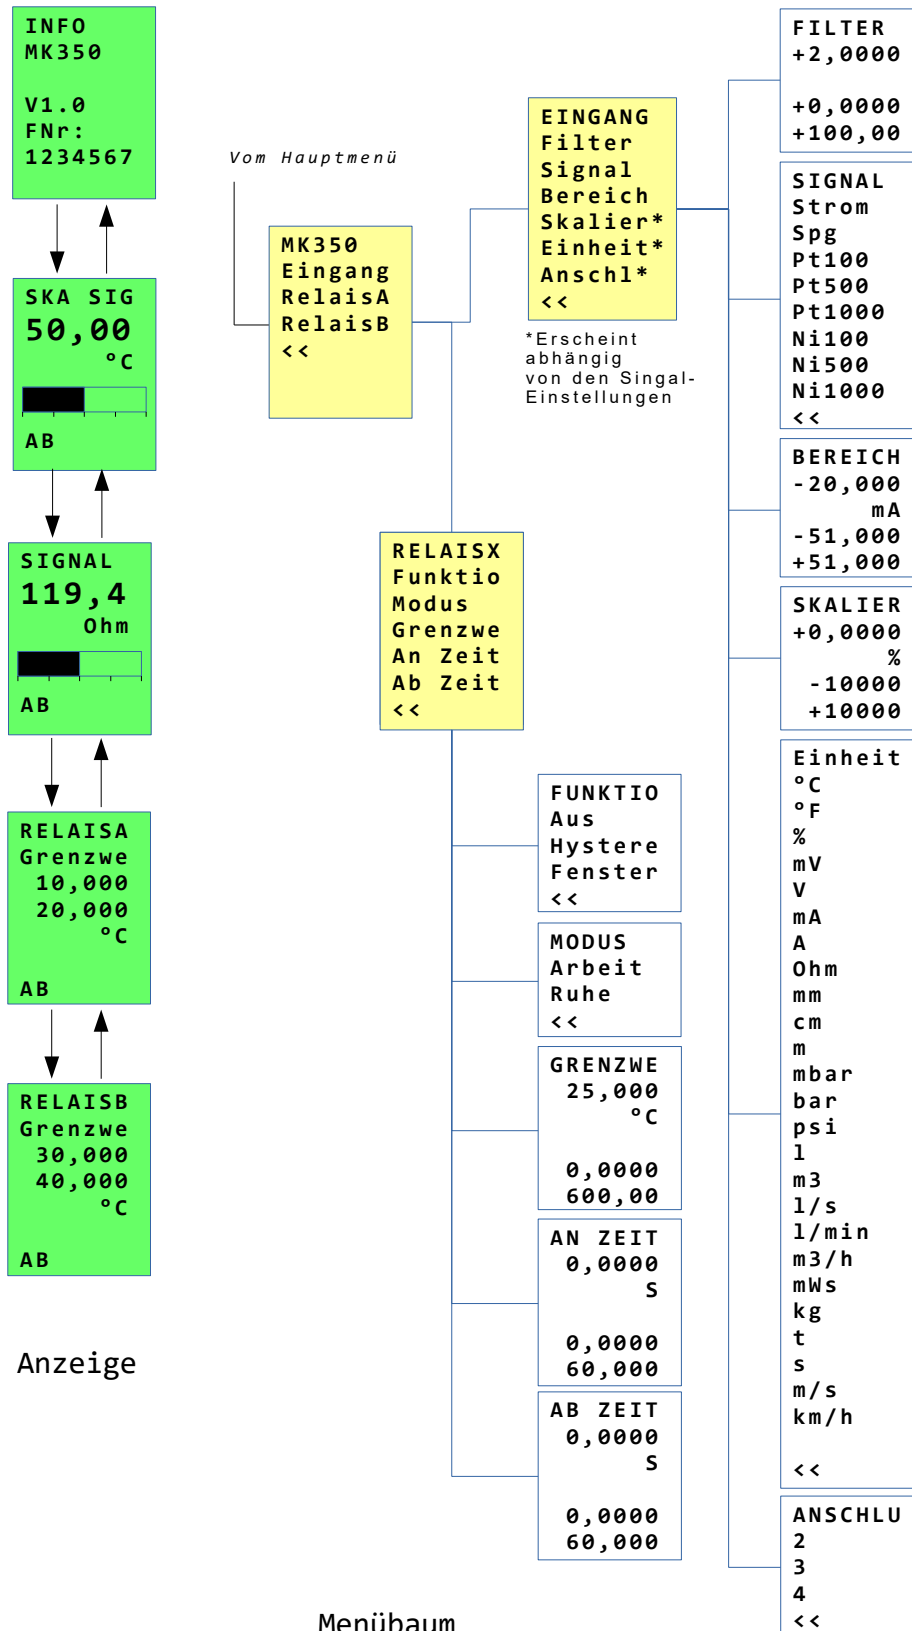 INFO
MK350
V1.0
FNr:
1234567
SKA SIG
50,00
°C
AB
SIGNAL
119,4
Ohm
AB
RELAISA
Grenzwe
10,000
20,000
°C
AB
RELAISB
Grenzwe
30,000
40,000
°C
AB
Anzeige
Vom Hauptmenü
MK350
Eingang
RelaisA
RelaisB
<<
EINGANG
Filter
Signal
Bereich
Skalier*
Einheit*
Anschl*
<<
*Erscheint
abhängig
von den Singal-
Einstellungen
RELAISX
Funktio
Modus
Grenzwe
An Zeit
Ab Zeit
<<
FUNKTIO
Aus
Hystere
Fenster
<<
MODUS
Arbeit
Ruhe
<<
GRENZWE
25,000
°C
0,0000
600,00
AN ZEIT
0,0000
S
0,0000
60,000
AB ZEIT
0,0000
S
0,0000
60,000
FILTER
+2,0000
+0,0000
+100,00
SIGNAL
Strom
Spg
Pt100
Pt500
Pt1000
Ni100
Ni500
Ni1000
<<
BEREICH
-20,000
mA
-51,000
+51,000
SKALIER
+0,0000
%
-10000
+10000
Einheit
°C
°F
%
mV
V
mA
A
Ohm
mm
cm
m
mbar
bar
psi
l
m3
l/s
l/min
m3/h
mWs
kg
t
s
m/s
km/h
<<
ANSCHLU
2
3
4
<<
Menübaum